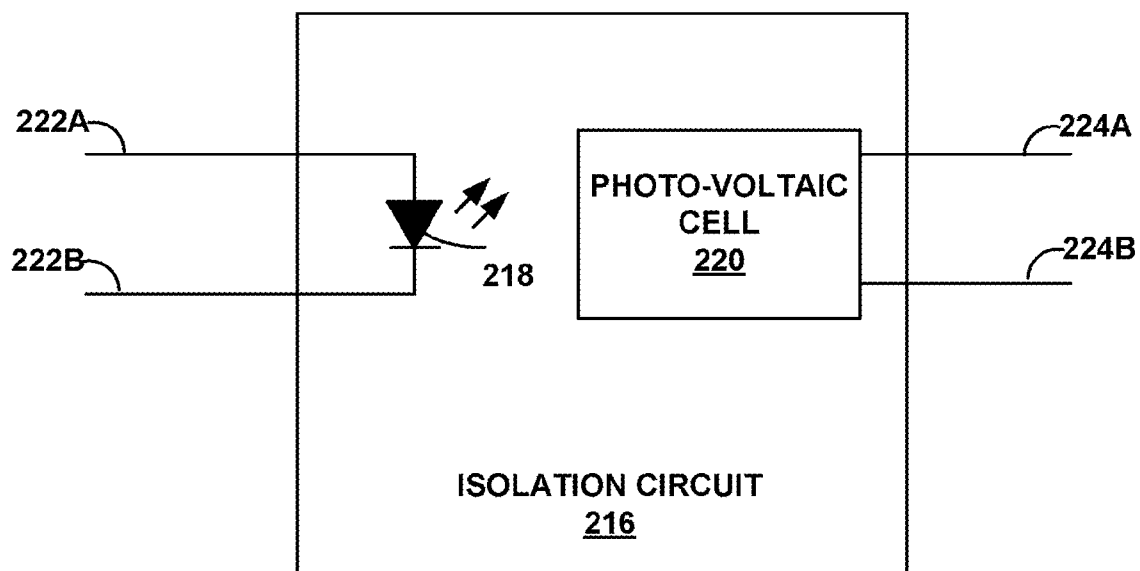 222A
224A
PHOTO-VOLTAIC
CELL
220
222B
224B
218
ISOLATION CIRCUIT
216